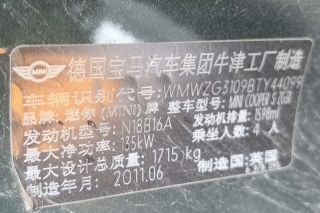 MINI
德国宝马汽车集团牛津工厂制造
车辆识别代号:WMWZG3109BTY44099
品牌:迷你(MINI)牌 整车型号: MINI COOPER S
发动机型号: N18B16A 发动机排量: 1598ml
最大净功率: 135kW 乘坐人数: 4 人
最大设计总质量: 1715 kg
制造年月: 2011.06 制造国:英国